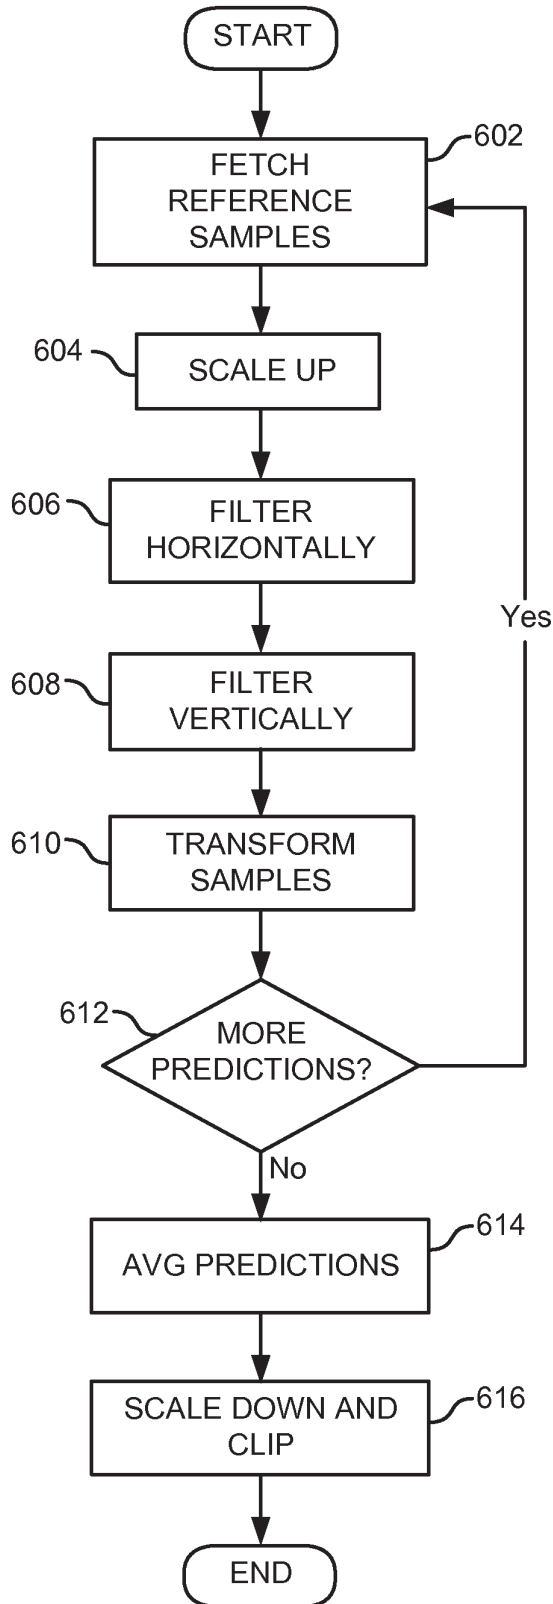 START
602
FETCH
REFERENCE
SAMPLES
604
SCALE UP
606
FILTER
HORIZONTALLY
Yes
608
FILTER
VERTICALLY
610
TRANSFORM
SAMPLES
612
MORE
PREDICTIONS?
No
614
AVG PREDICTIONS
616
SCALE DOWN AND
CLIP
END